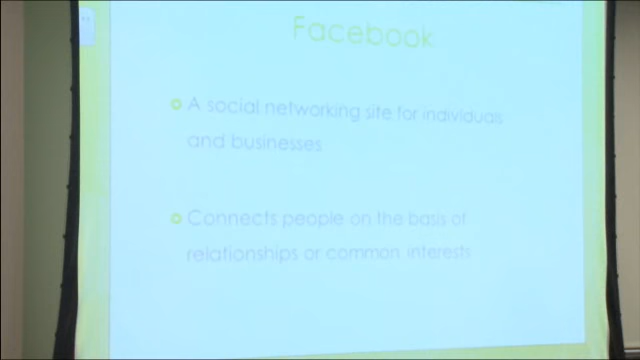 Facebook
A social networking site for individuals
and businesses
Connects people on the basis of
relationships or common interests